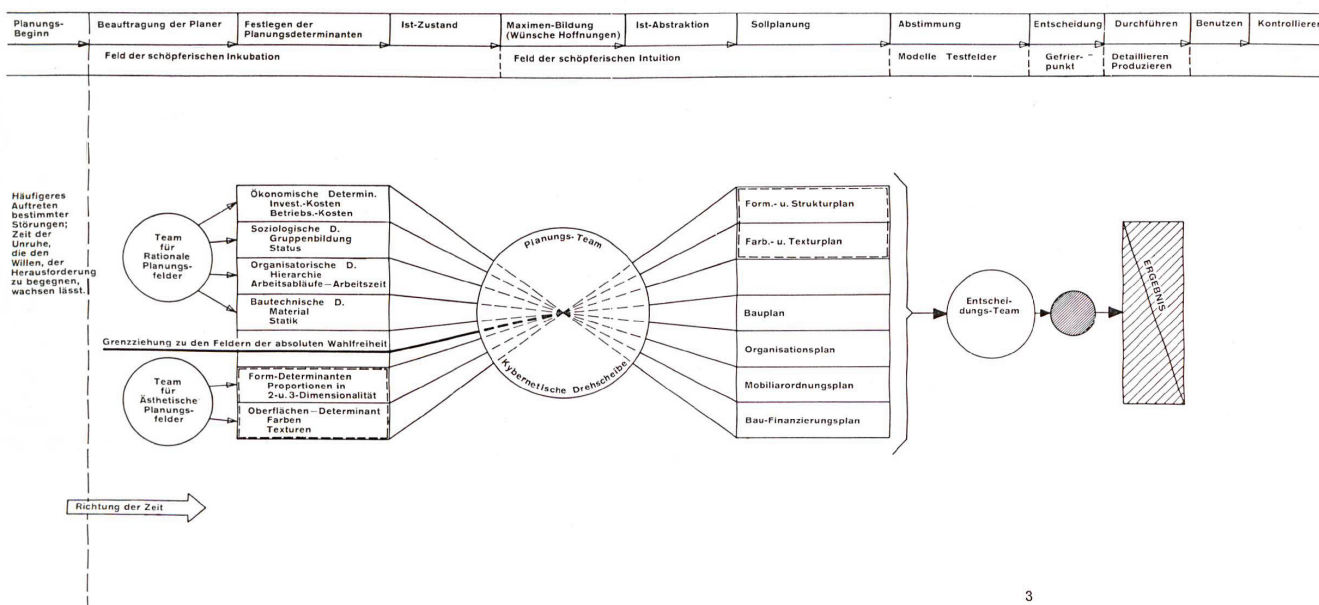 Planungs-
Beginn
Beauftragung der Planer
Festlegen der
Planungsdeterminanten
Ist-Zustand
Maximen-Bildung
(Wünsche Hoffnungen)
Ist-Abstraktion
Sollplanung
Abstimmung
Entscheidung
Durchführen
Benutzen
Kontrollieren
Feld der schöpferischen Inkubation
Feld der schöpferischen Intuition
Modelle Testfelder
Gefrier-
punkt
Detaillieren
Produzieren
Häufigeres
Auftreten
bestimmter
Störungen;
Zeit der
Unruhe,
die den
Willen, der
Herausforderung
zu begegnen,
wachsen lässt.
Team
für
Rationale
Planungs-
felder
Ökonomische Determin.
Invest.-Kosten
Betriebs.-Kosten
Soziologische D.
Gruppenbildung
Status
Organisatorische D.
Hierarchie
Arbeitsabläufe–Arbeitszeit
Bautechnische D.
Material
Statik
Grenzziehung zu den Feldern der absoluten Wahlfreiheit
Team
für
Ästhetische
Planungs-
felder
Form-Determinanten
Proportionen in
2-u. 3-Dimensionalität
Oberflächen–Determinant
Farben
Texturen
Planungs-Team
Kybernetische Drehscheibe
Form.- u. Strukturplan
Farb.- u. Texturplan
Bauplan
Organisationsplan
Mobiliarordnungsplan
Bau-Finanzierungsplan
Entschei-
dungs-Team
ERGEBNIS
Richtung der Zeit
3